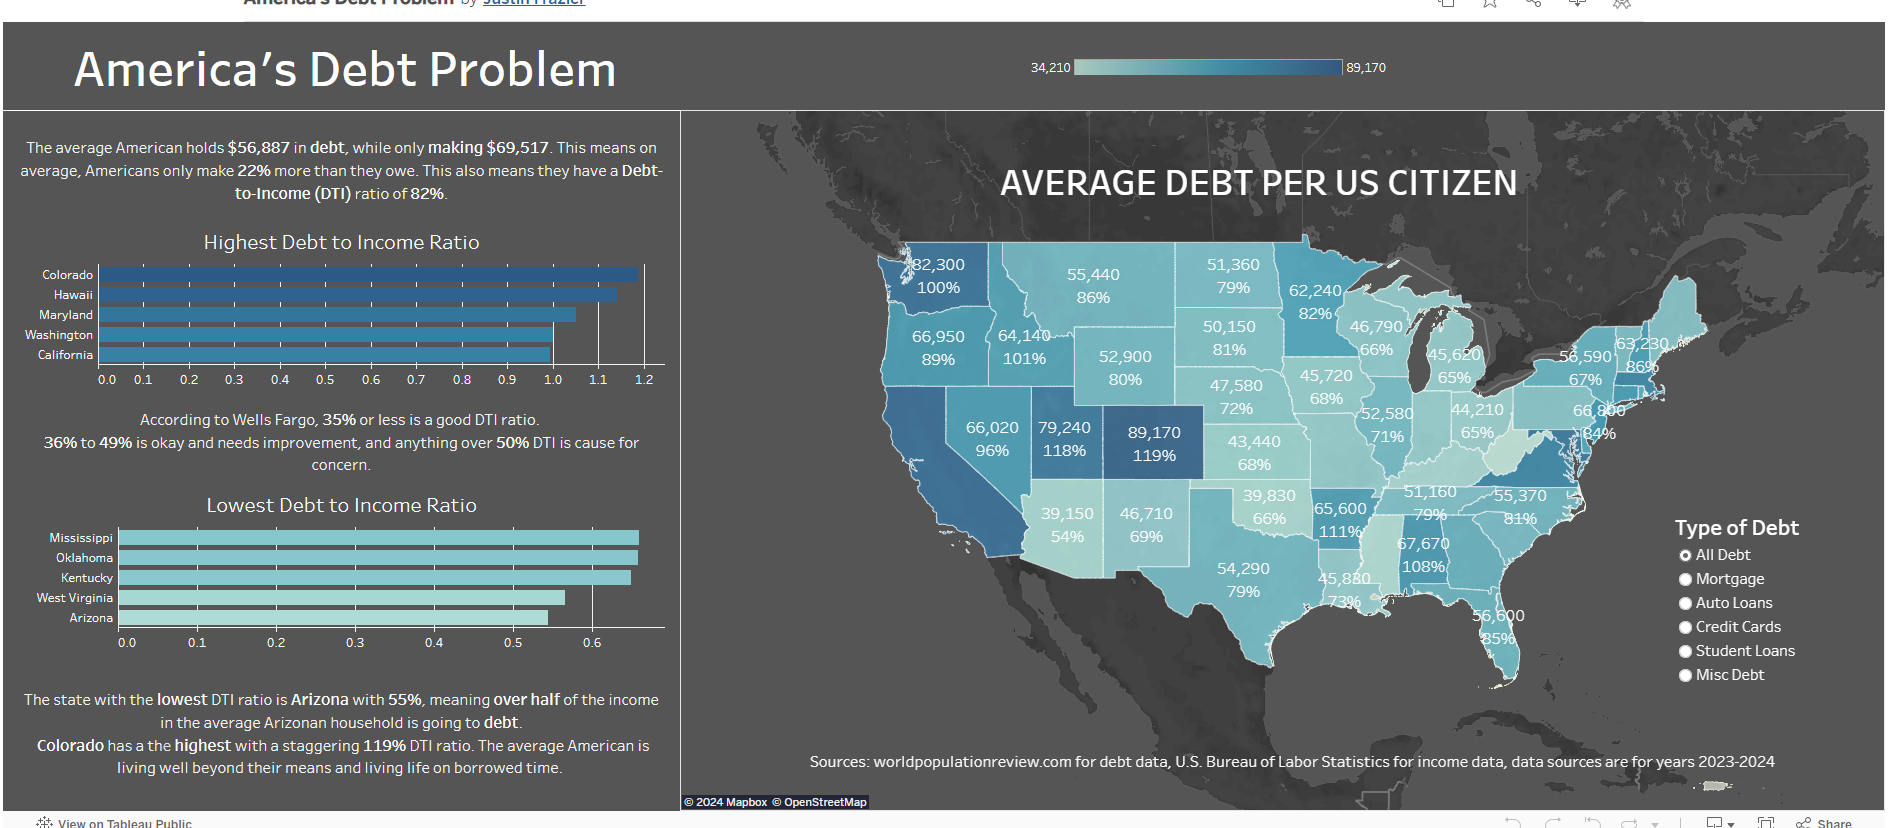 America's Debt Problem by Justin Frazier
America's Debt Problem
34,210
89,170
The average American holds $56,887 in debt, while only making $69,517. This means on
average, Americans only make 22% more than they owe. This also means they have a Debt-
to-Income (DTI) ratio of 82%.
Highest Debt to Income Ratio
Colorado
Hawaii
Maryland
Washington
California
0.0 0.1 0.2 0.3 0.4 0.5 0.6 0.7 0.8 0.9 1.0 1.1 1.2
According to Wells Fargo, 35% or less is a good DTI ratio.
36% to 49% is okay and needs improvement, and anything over 50% DTI is cause for
concern.
Lowest Debt to Income Ratio
Mississippi
Oklahoma
Kentucky
West Virginia
Arizona
0.0 0.1 0.2 0.3 0.4 0.5 0.6
The state with the lowest DTI ratio is Arizona with 55%, meaning over half of the income
in the average Arizonan household is going to debt.
Colorado has a the highest with a staggering 119% DTI ratio. The average American is
living well beyond their means and living life on borrowed time.
AVERAGE DEBT PER US CITIZEN
82,300
100%
55,440
86%
51,360
79%
62,240
82%
66,950
89%
64,140
101%
52,900
80%
50,150
81%
46,790
66%
45,620
65%
56,590
67%
63,230
86%
47,580
72%
45,720
68%
52,580
71%
44,210
65%
66,800
84%
66,020
96%
79,240
118%
89,170
119%
43,440
68%
39,150
54%
46,710
69%
39,830
66%
65,600
111%
51,160
79%
55,370
81%
67,670
108%
54,290
79%
45,830
73%
56,600
85%
Type of Debt
All Debt
Mortgage
Auto Loans
Credit Cards
Student Loans
Misc Debt
Sources: worldpopulationreview.com for debt data, U.S. Bureau of Labor Statistics for income data, data sources are for years 2023-2024
© 2024 Mapbox © OpenStreetMap
View on Tableau Public
Share